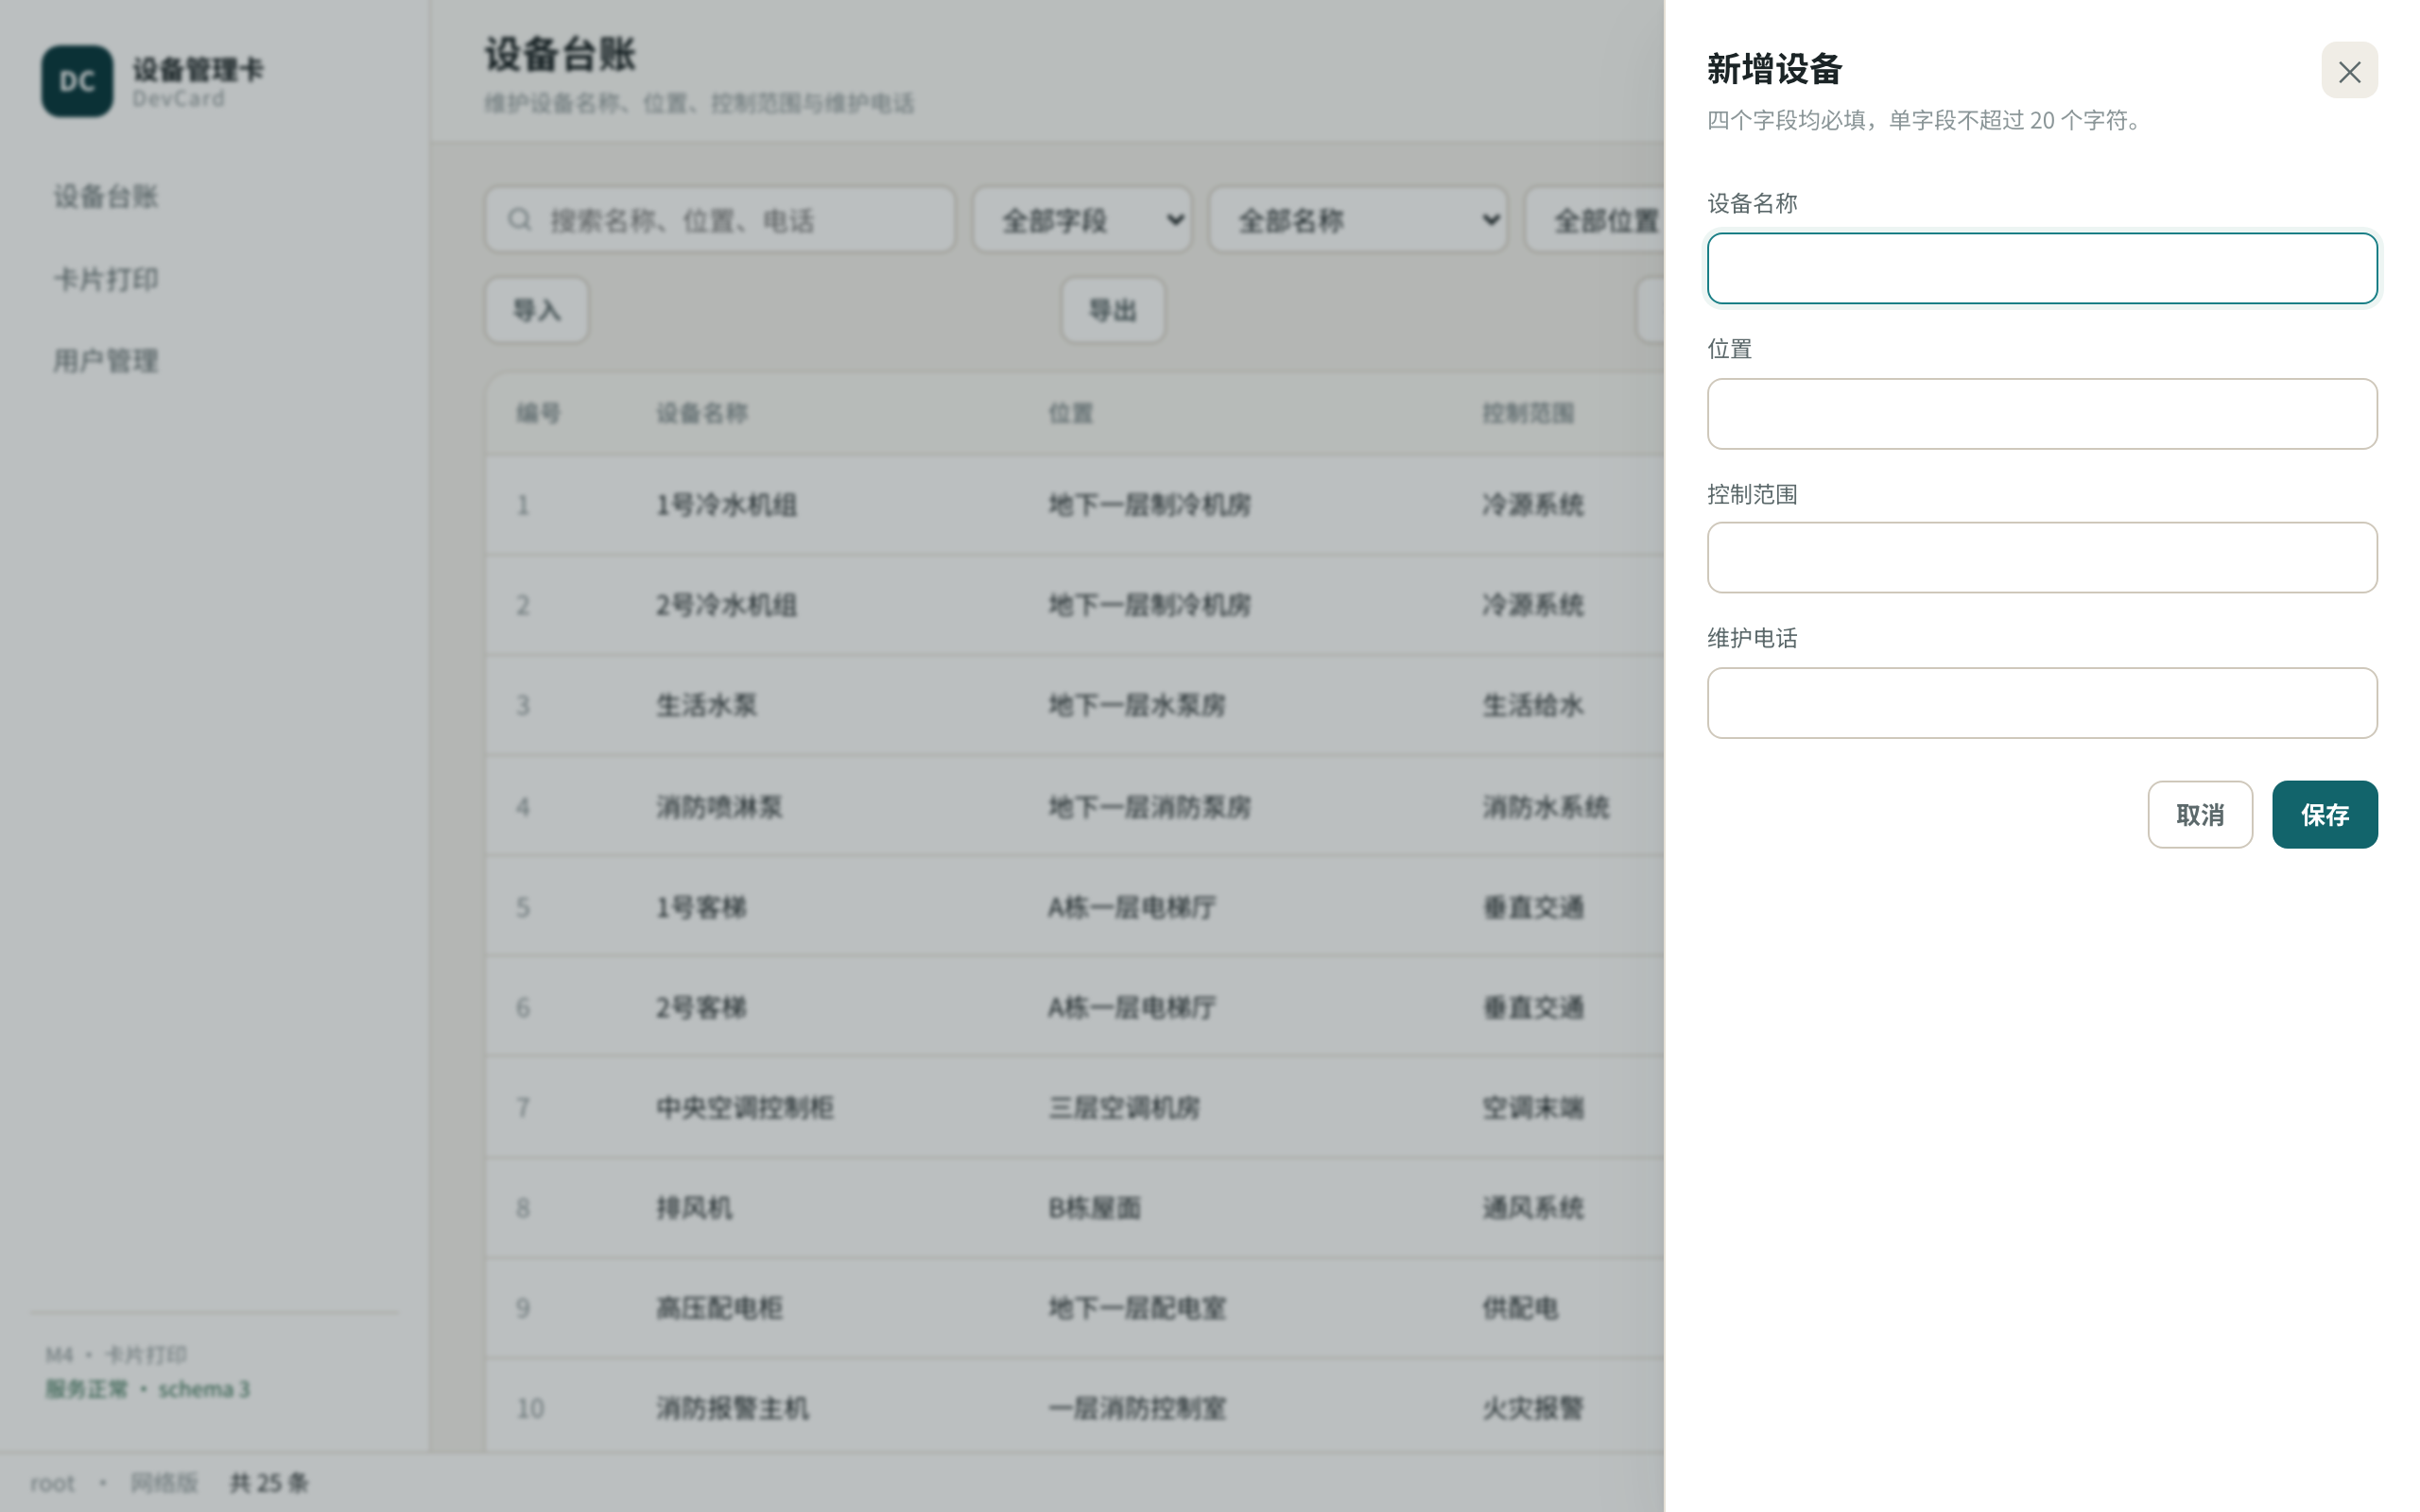 DC
设备管理卡
DevCard
设备台账
卡片打印
用户管理
M4 · 卡片打印
服务正常 · schema 3
root · 网络版 共 25 条
设备台账
维护设备名称、位置、控制范围与维护电话
搜索名称、位置、电话 全部字段 全部名称 全部位置
导入 导出
编号 设备名称 位置 控制范围
1 1号冷水机组 地下一层制冷机房 冷源系统
2 2号冷水机组 地下一层制冷机房 冷源系统
3 生活水泵 地下一层水泵房 生活给水
4 消防喷淋泵 地下一层消防泵房 消防水系统
5 1号客梯 A栋一层电梯厅 垂直交通
6 2号客梯 A栋一层电梯厅 垂直交通
7 中央空调控制柜 三层空调机房 空调末端
8 排风机 B栋屋面 通风系统
9 高压配电柜 地下一层配电室 供配电
10 消防报警主机 一层消防控制室 火灾报警
新增设备
四个字段均必填，单字段不超过 20 个字符。
设备名称
位置
控制范围
维护电话
取消 保存